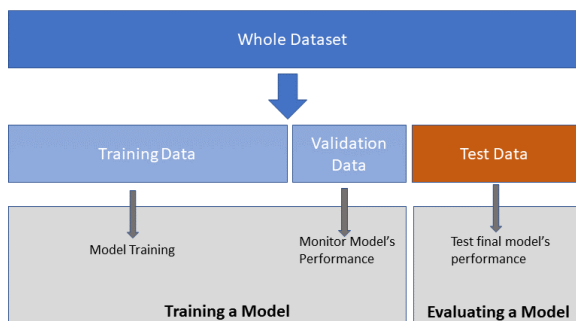 Whole Dataset
Training Data
Validation
Data
Test Data
Model Training
Monitor Model's
Performance
Test final model's
performance
Training a Model
Evaluating a Model